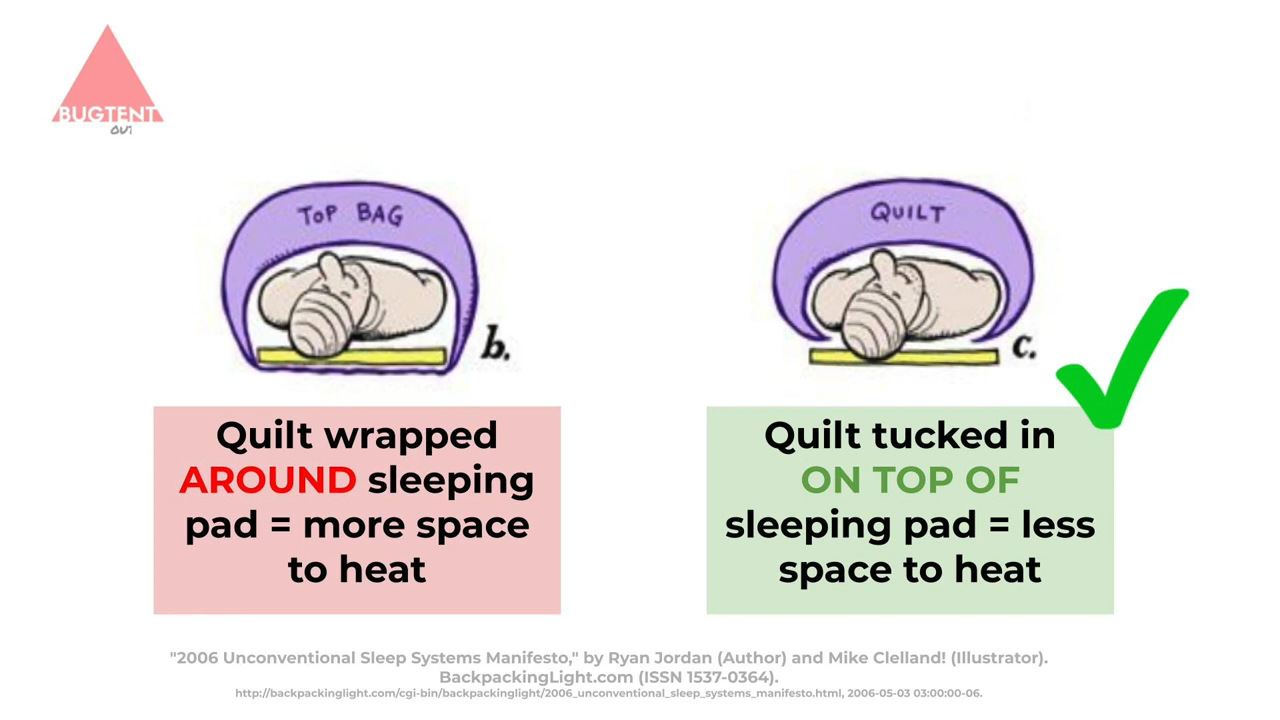 BUGTENT
OUT
TOP BAG
b.
QUILT
c.
Quilt wrapped
AROUND sleeping
pad = more space
to heat
Quilt tucked in
ON TOP OF
sleeping pad = less
space to heat
"2006 Unconventional Sleep Systems Manifesto," by Ryan Jordan (Author) and Mike Clelland! (Illustrator).
BackpackingLight.com (ISSN 1537-0364).
http://backpackinglight.com/cgi-bin/backpackinglight/2006_unconventional_sleep_systems_manifesto.html, 2006-05-03 03:00:00-06.